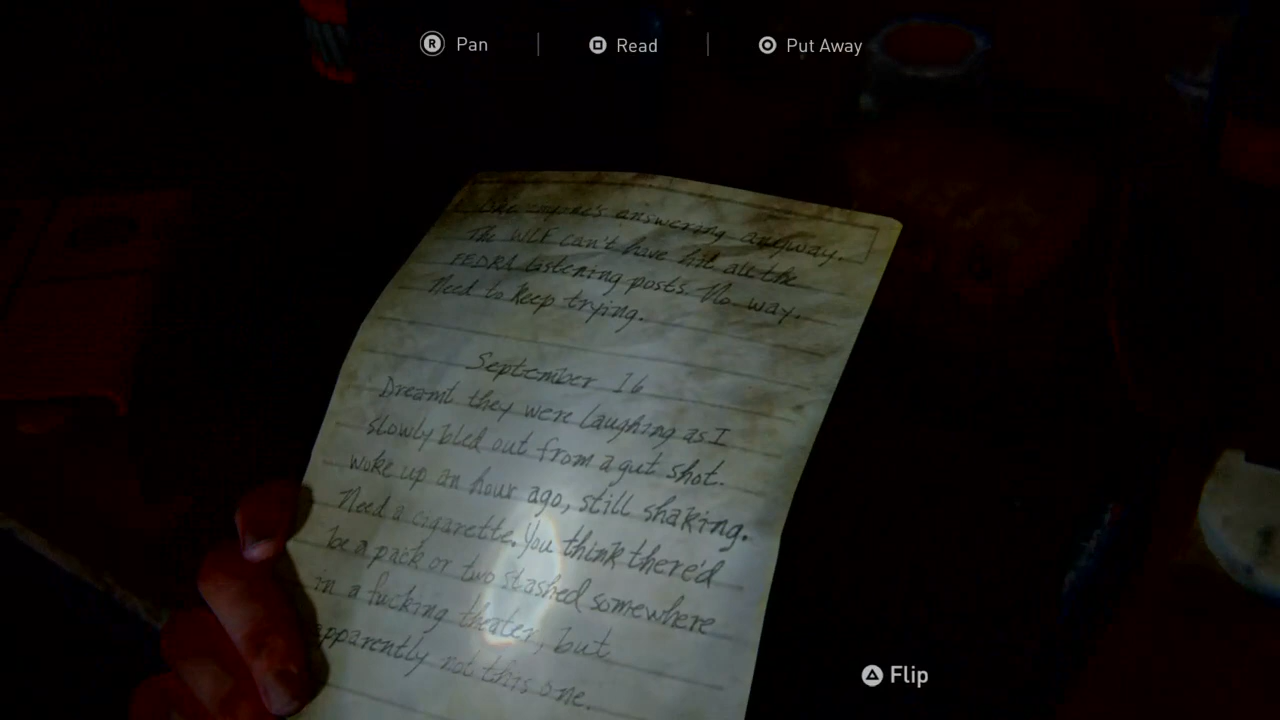 Pan
Read
Put Away
Like anyone's answering anyway.
The WLF can't have hit all the
FEDRA listening posts. No way.
Need to keep trying.
September 16
Dreamt they were laughing as I
slowly bled out from a gut shot.
Woke up an hour ago, still shaking.
Need a cigarette. You think there'd
be a pack or two stashed somewhere
in a fucking theater, but
apparently not this one.
Flip